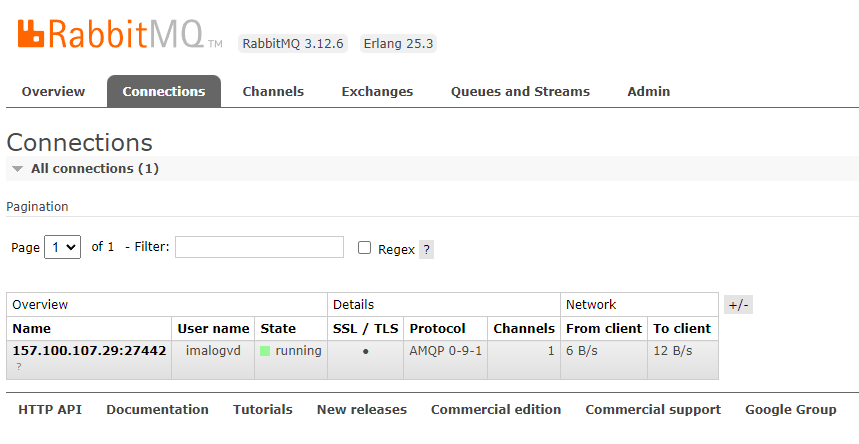 RabbitMQ TM RabbitMQ 3.12.6 Erlang 25.3
Overview Connections Channels Exchanges Queues and Streams Admin
Connections
All connections (1)
Pagination
Page 1 of 1 - Filter: Regex ?
Overview Details Network +/-
Name User name State SSL / TLS Protocol Channels From client To client
157.100.107.29:27442 imalogvd running ● AMQP 0-9-1 1 6 B/s 12 B/s
?
HTTP API Documentation Tutorials New releases Commercial edition Commercial support Google Group